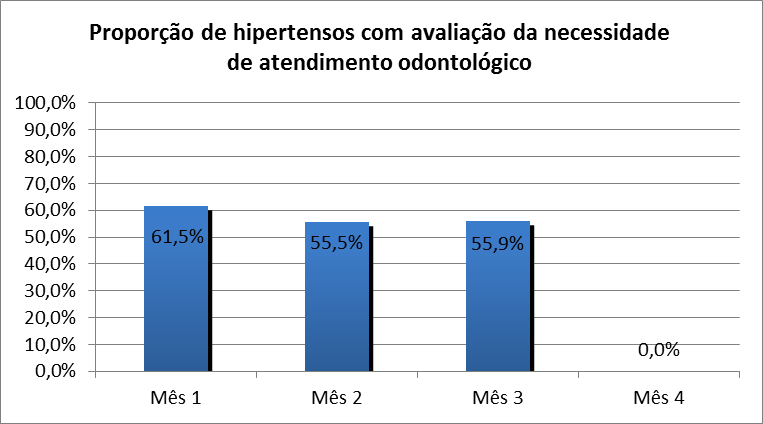 Proporção de hipertensos com avaliação da necessidade
de atendimento odontológico
100,0%
90,0%
80,0%
70,0%
60,0%
50,0%
40,0%
30,0%
20,0%
10,0%
0,0%
61,5%
55,5%
55,9%
0,0%
Mês 1
Mês 2
Mês 3
Mês 4